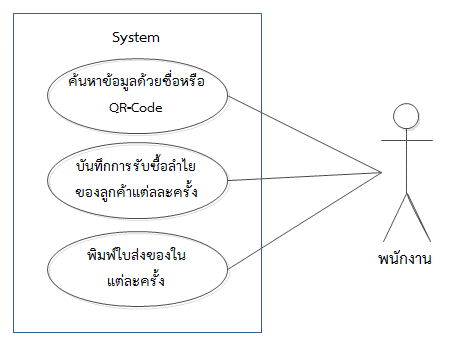 System
ค้นหาข้อมูลด้วยชื่อหรือ
QR-Code
บันทึกการรับซื้อลำไย
ของลูกค้าแต่ลละครั้ง
พิมพ์ใบส่งของใน
แต่ละครั้ง
พนักงาน